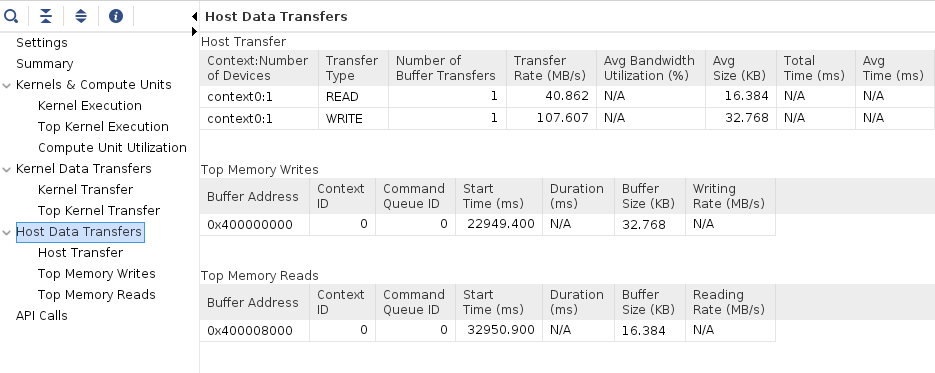 Settings
Summary
Kernels & Compute Units
Kernel Execution
Top Kernel Execution
Compute Unit Utilization
Kernel Data Transfers
Kernel Transfer
Top Kernel Transfer
Host Data Transfers
Host Transfer
Top Memory Writes
Top Memory Reads
API Calls
Host Data Transfers
Host Transfer
Context:Number of Devices Transfer Type Number of Buffer Transfers Transfer Rate (MB/s) Avg Bandwidth Utilization (%) Avg Size (KB) Total Time (ms) Avg Time (ms)
context0:1 READ 1 40.862 N/A 16.384 N/A N/A
context0:1 WRITE 1 107.607 N/A 32.768 N/A N/A
Top Memory Writes
Buffer Address Context ID Command Queue ID Start Time (ms) Duration (ms) Buffer Size (KB) Writing Rate (MB/s)
0x400000000 0 0 22949.400 N/A 32.768 N/A
Top Memory Reads
Buffer Address Context ID Command Queue ID Start Time (ms) Duration (ms) Buffer Size (KB) Reading Rate (MB/s)
0x400008000 0 0 32950.900 N/A 16.384 N/A